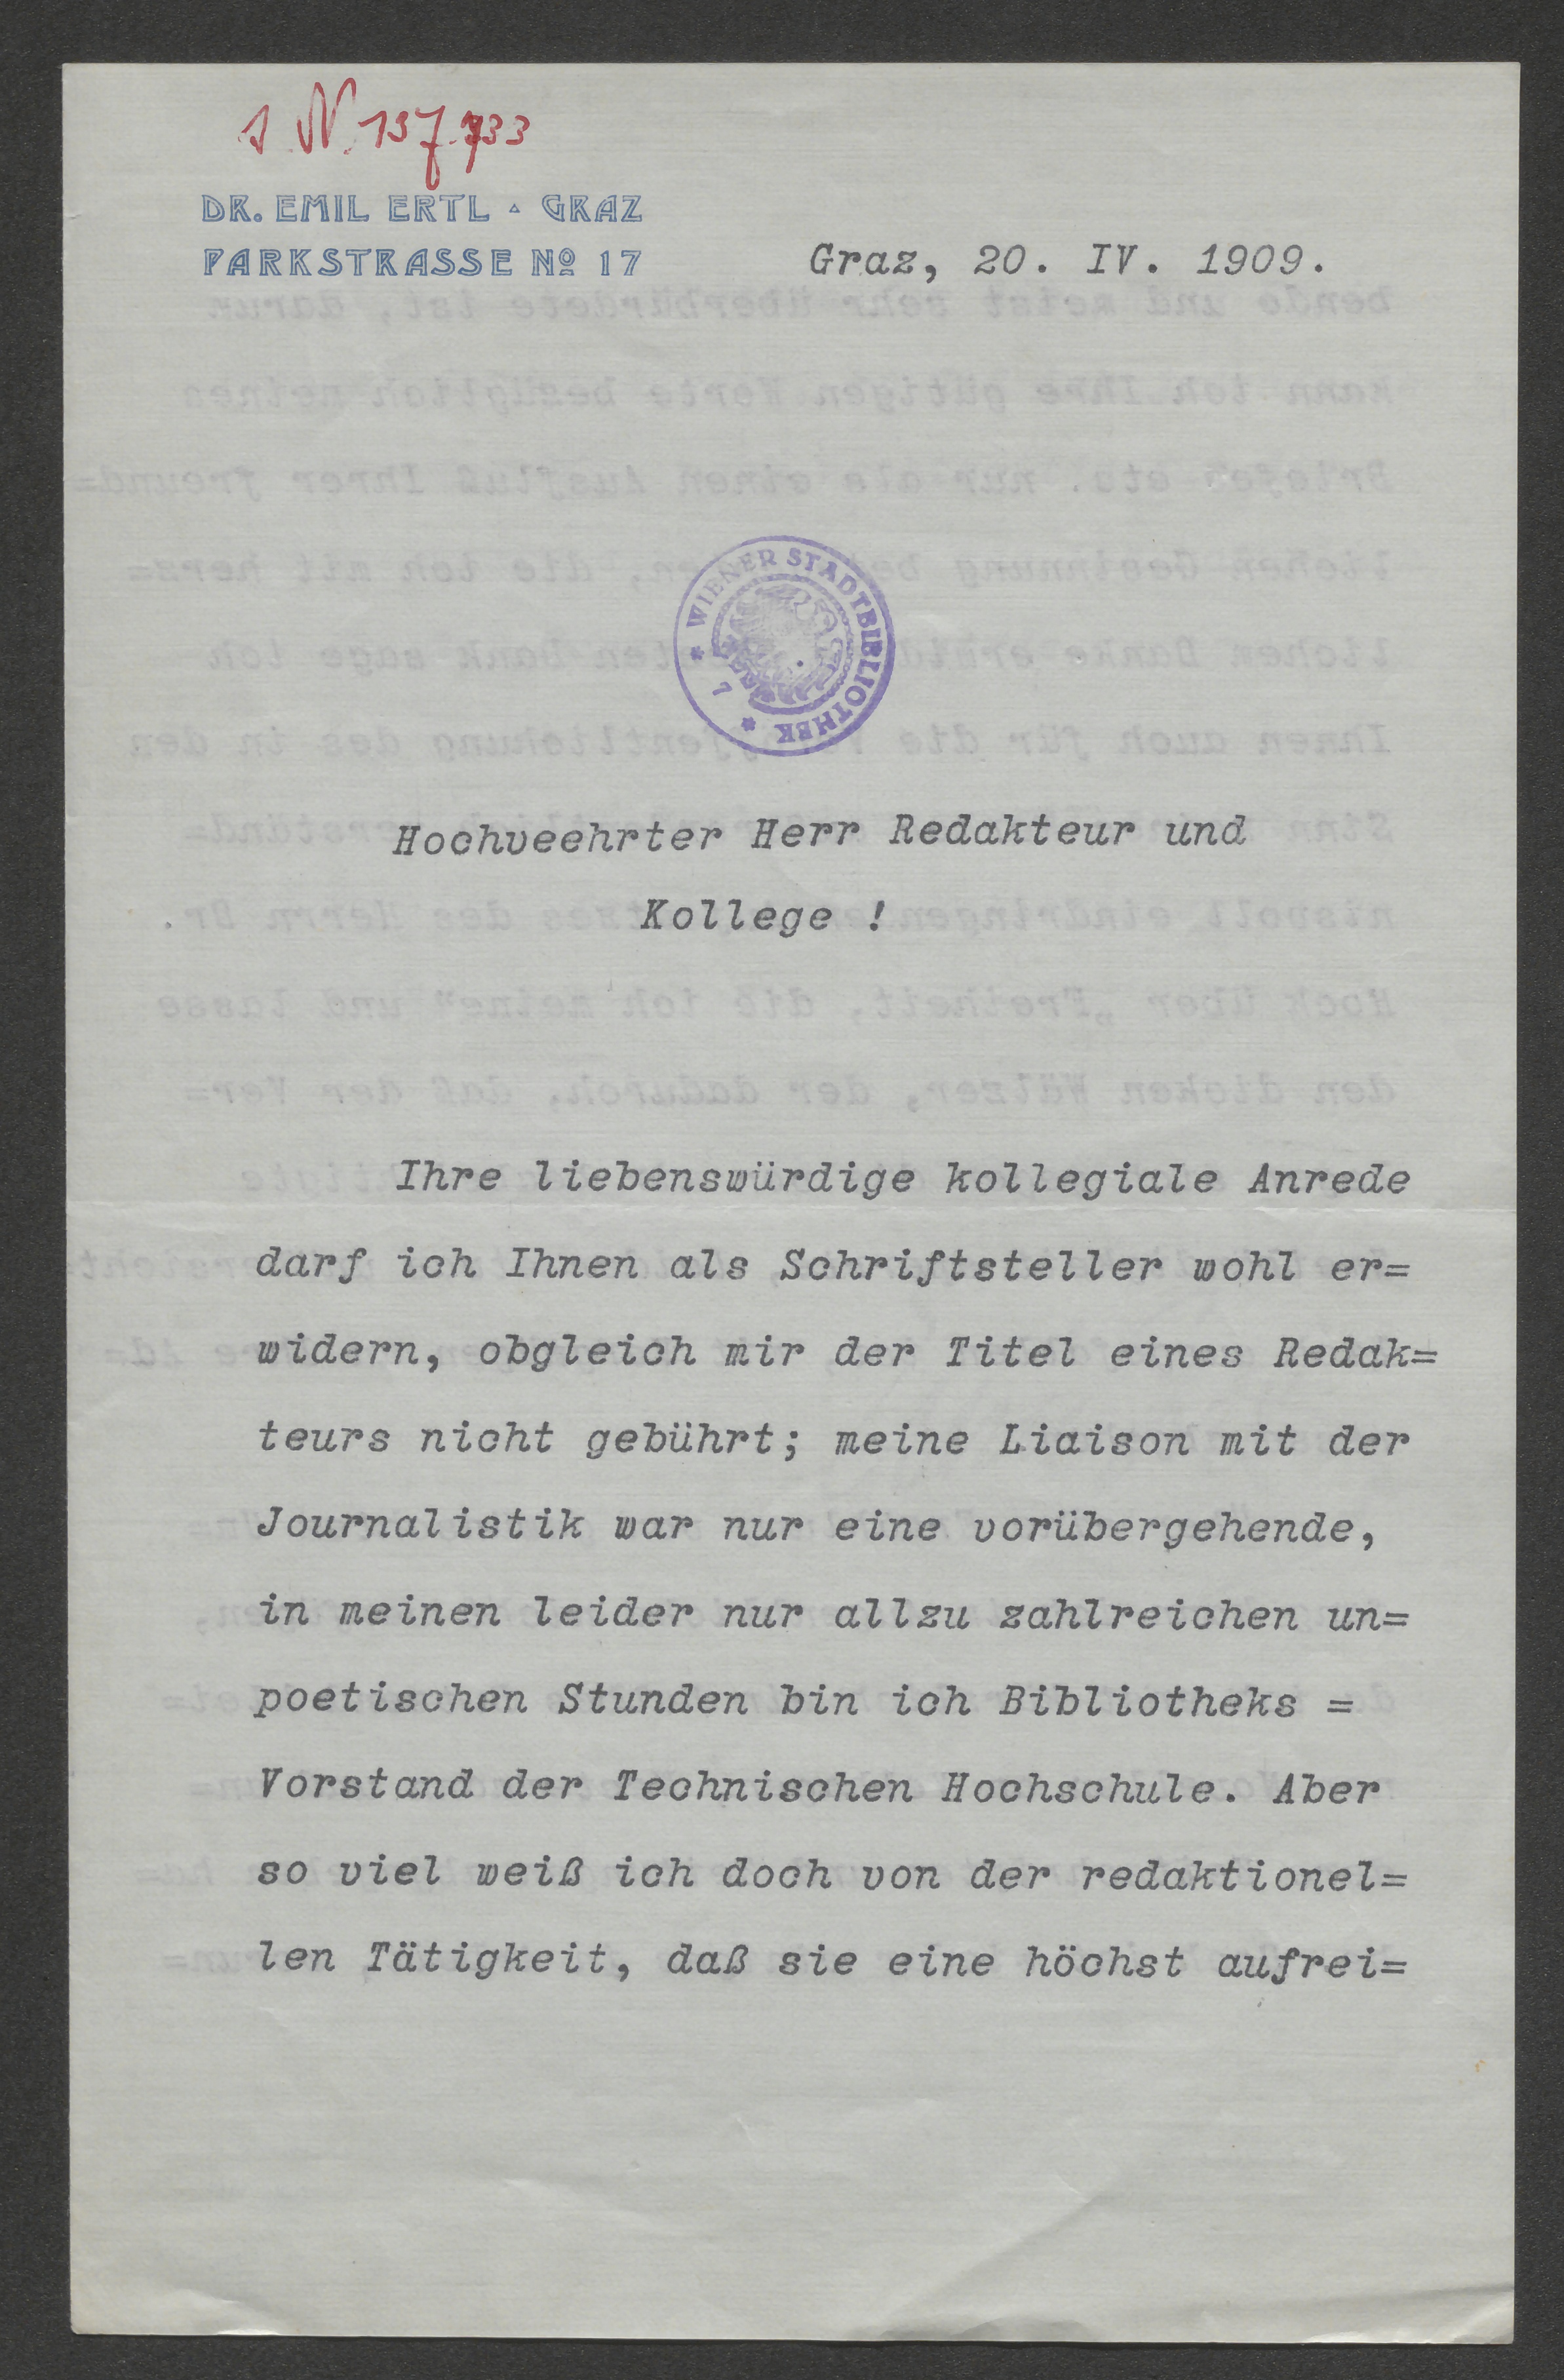 1 N. 137.733
DR. EMIL ERTL ▵ GRAZ
PARKSTRASSE Nº 17
Graz, 20. IV. 1909.
* WIENER STADTBIBLIOTHEK * 7
Hochveehrter Herr Redakteur und
Kollege !
Ihre liebenswürdige kollegiale Anrede
darf ich Ihnen als Schriftsteller wohl er=
widern, obgleich mir der Titel eines Redak=
teurs nicht gebührt; meine Liaison mit der
Journalistik war nur eine vorübergehende,
in meinen leider nur allzu zahlreichen un=
poetischen Stunden bin ich Bibliotheks =
Vorstand der Technischen Hochschule. Aber
so viel weiß ich doch von der redaktionel=
len Tätigkeit, daß sie eine höchst aufrei=